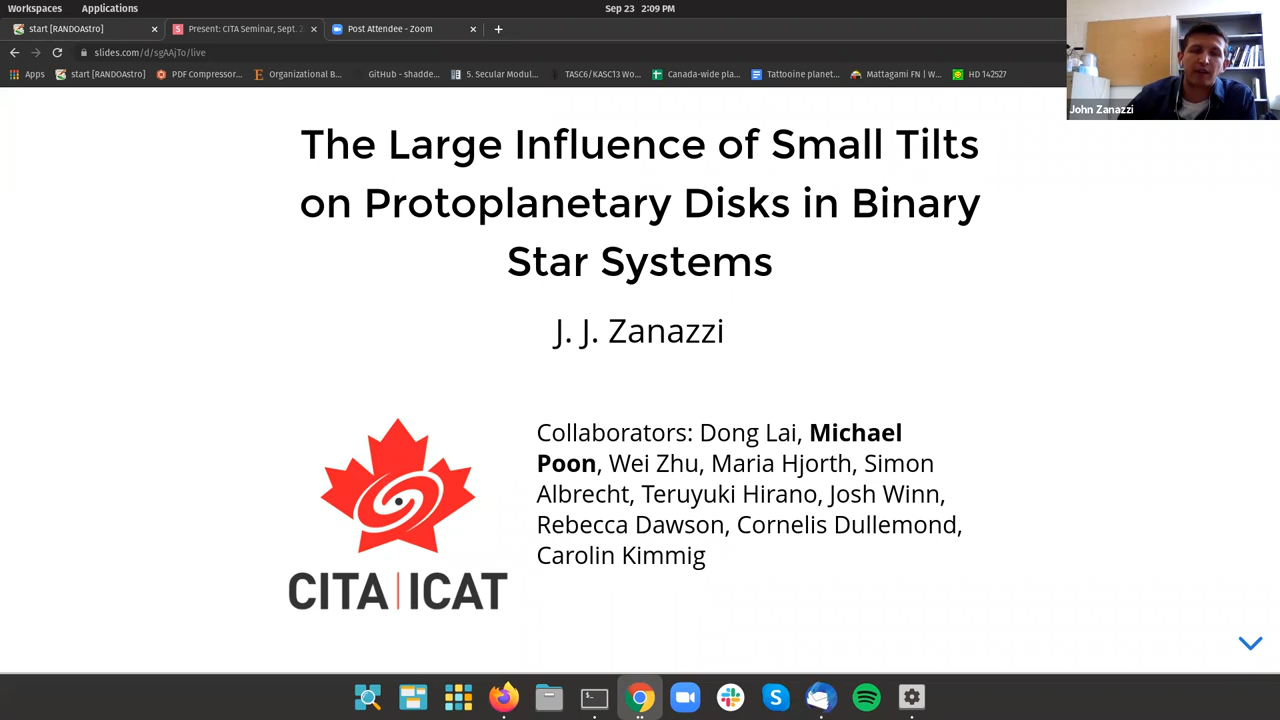 Workspaces Applications Sep 23 2:09 PM
start [RANDOAstro] Present: CITA Seminar, Sept. 2 Post Attendee - Zoom
slides.com/d/sgAAjTo/live
Apps start [RANDOAstro] PDF Compressor... Organizational B... GitHub - shadde... 5. Secular Modul... TASC6/KASC13 Wo... Canada-wide pla... Tattooine planet... Mattagami FN | W... HD 142527
John Zanazzi
The Large Influence of Small Tilts
on Protoplanetary Disks in Binary
Star Systems
J. J. Zanazzi
Collaborators: Dong Lai, Michael
Poon, Wei Zhu, Maria Hjorth, Simon
Albrecht, Teruyuki Hirano, Josh Winn,
Rebecca Dawson, Cornelis Dullemond,
Carolin Kimmig
CITA | ICAT